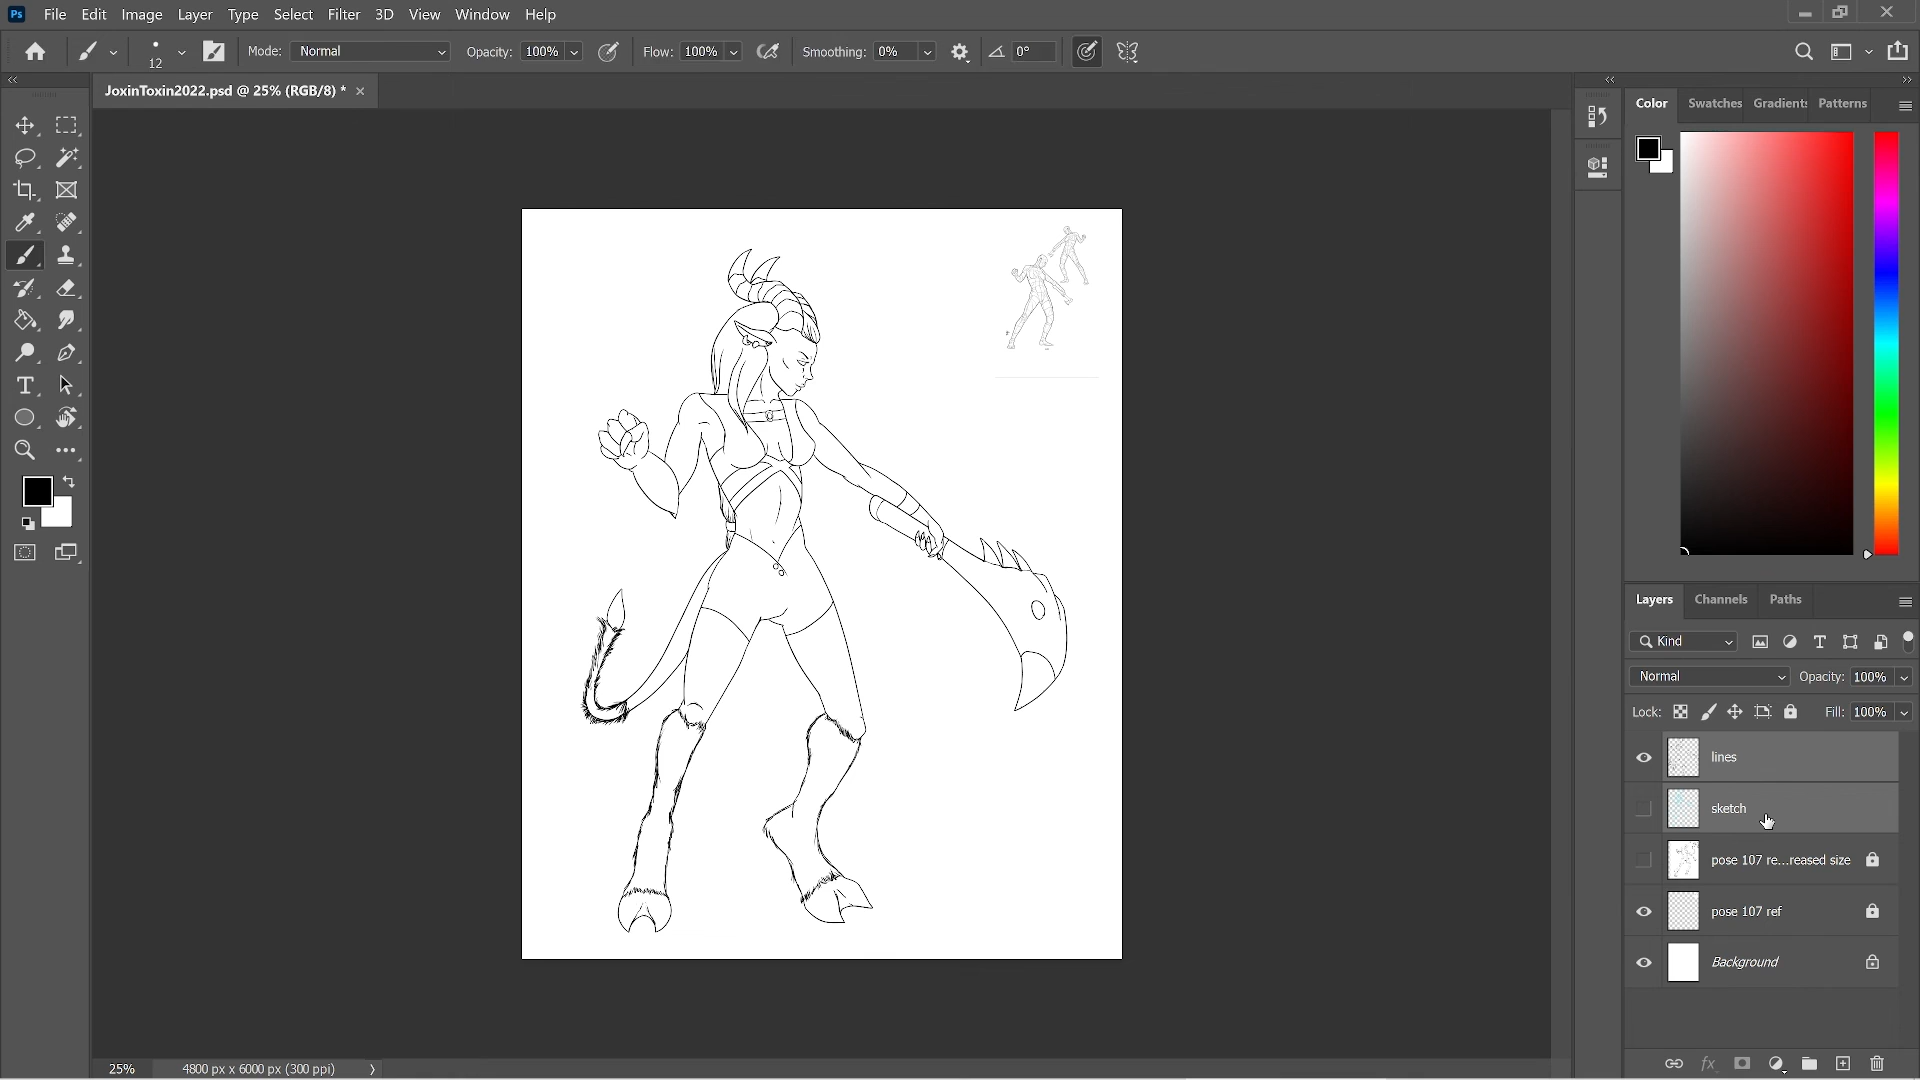 Ps File Edit Image Layer Type Select Filter 3D View Window Help
12 Mode: Normal Opacity: 100% Flow: 100% Smoothing: 0% 0°
JoxinToxin2022.psd @ 25% (RGB/8) *
Color Swatches Gradients Patterns
Layers Channels Paths
Kind
Normal Opacity: 100%
Lock: Fill: 100%
lines
sketch
pose 107 re...reased size
pose 107 ref
Background
25% 4800 px x 6000 px (300 ppi)
fx